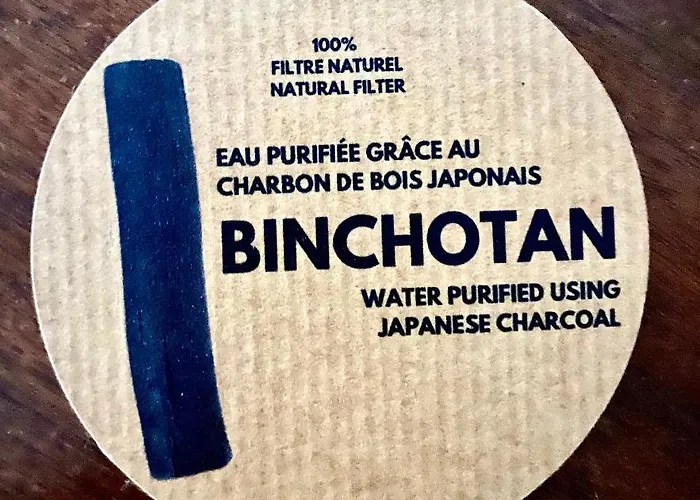 100%
FILTRE NATUREL
NATURAL FILTER
EAU PURIFIÉE GRÂCE AU
CHARBON DE BOIS JAPONAIS
BINCHOTAN
WATER PURIFIED USING
JAPANESE CHARCOAL